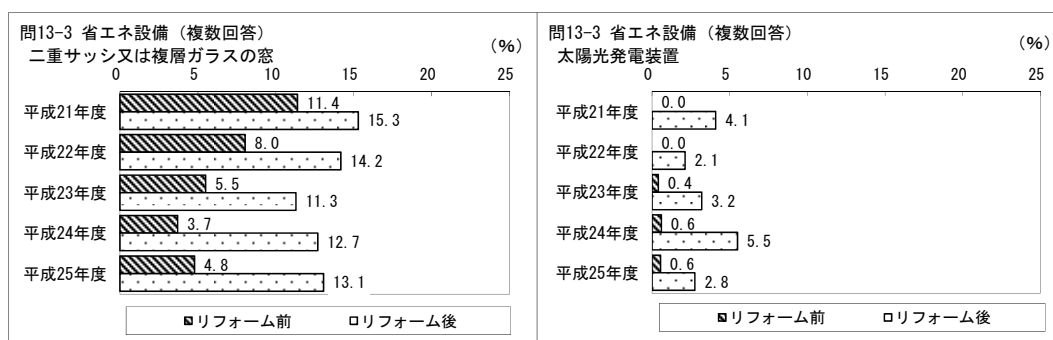 問13-3 省エネ設備（複数回答）
二重サッシ又は複層ガラスの窓
（%）
0 5 10 15 20 25
平成21年度 11.4
15.3
平成22年度 8.0
14.2
平成23年度 5.5
11.3
平成24年度 3.7
12.7
平成25年度 4.8
13.1
リフォーム前 リフォーム後
問13-3 省エネ設備（複数回答）
太陽光発電装置
（%）
0 5 10 15 20 25
平成21年度 0.0
4.1
平成22年度 0.0
2.1
平成23年度 0.4
3.2
平成24年度 0.6
5.5
平成25年度 0.6
2.8
リフォーム前 リフォーム後